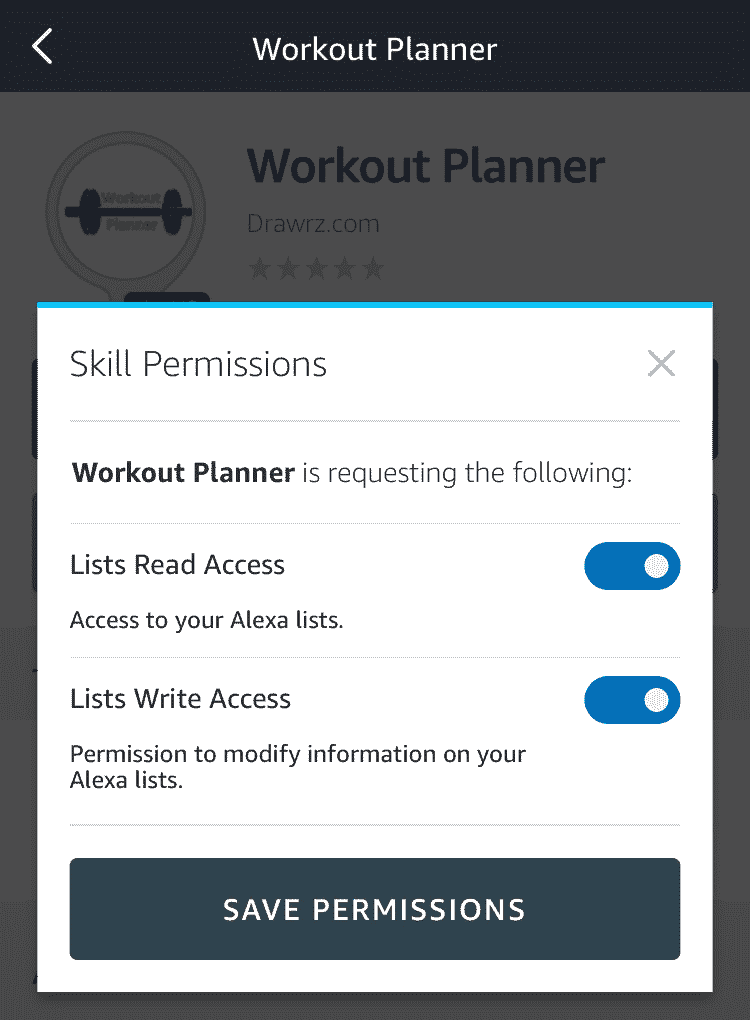 Workout Planner
Workout Planner
Workout
Planner
Drawrz.com
Skill Permissions
Workout Planner is requesting the following:
Lists Read Access
Access to your Alexa lists.
Lists Write Access
Permission to modify information on your
Alexa lists.
SAVE PERMISSIONS